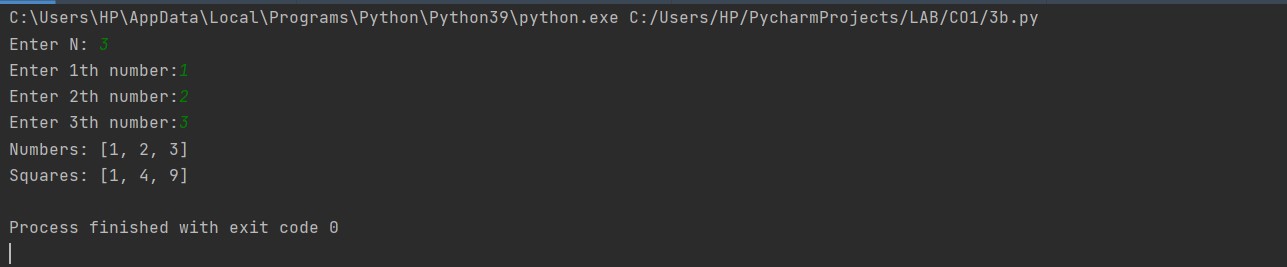 C:\Users\HP\AppData\Local\Programs\Python\Python39\python.exe C:/Users/HP/PycharmProjects/LAB/CO1/3b.py
Enter N: 3
Enter 1th number:1
Enter 2th number:2
Enter 3th number:3
Numbers: [1, 2, 3]
Squares: [1, 4, 9]
Process finished with exit code 0